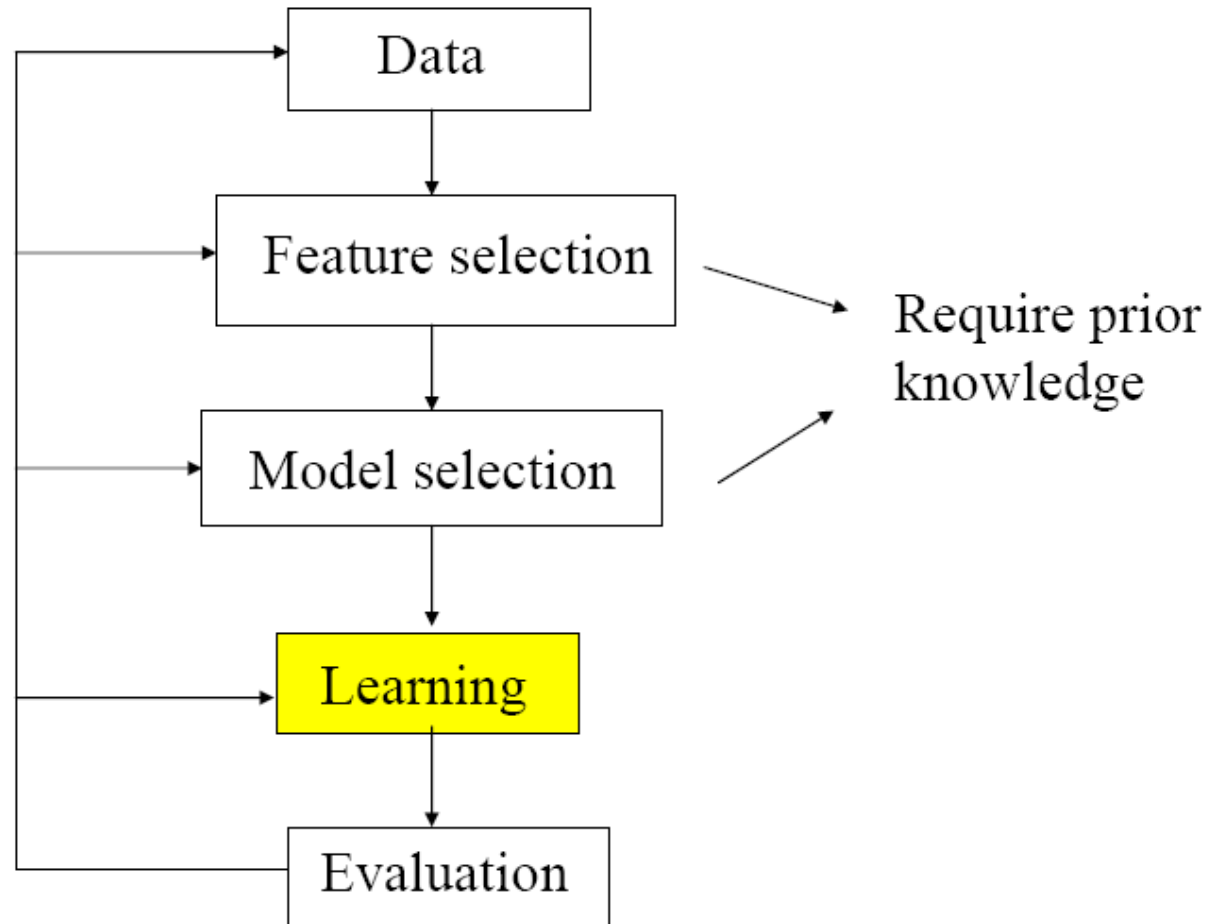 Data
Feature selection
Require prior
knowledge
Model selection
Learning
Evaluation